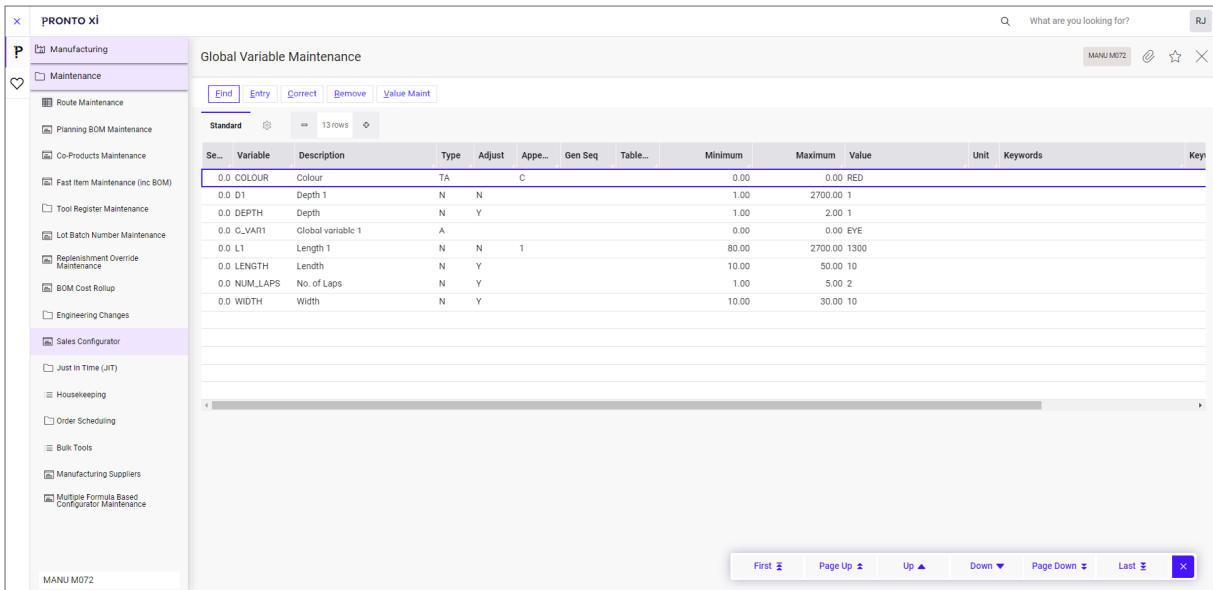 PRONTO XI
What are you looking for?
RJ
Manufacturing
Maintenance
Route Maintenance
Planning BOM Maintenance
Co-Products Maintenance
Fast Item Maintenance (inc BOM)
Tool Register Maintenance
Lot Batch Number Maintenance
Replenishment Override
Maintenance
BOM Cost Rollup
Engineering Changes
Sales Configurator
Just in Time (JIT)
Housekeeping
Order Scheduling
Bulk Tools
Manufacturing Suppliers
Multiple Formula Based
Configurator Maintenance
MANU M072
Global Variable Maintenance
MANU M072
Find Entry Correct Remove Value Maint
Standard 13 rows
Se... Variable Description Type Adjust Appe... Gen Seq Table... Minimum Maximum Value Unit Keywords Keyw
0.0 COLOUR Colour TA C 0.00 0.00 RED
0.0 D1 Depth 1 N N 1.00 2700.00 1
0.0 DEPTH Depth N Y 1.00 2.00 1
0.0 G_VAR1 Global variable 1 A 0.00 0.00 EYE
0.0 L1 Length 1 N N 1 80.00 2700.00 1300
0.0 LENGTH Lendth N Y 10.00 50.00 10
0.0 NUM_LAPS No. of Laps N Y 1.00 5.00 2
0.0 WIDTH Width N Y 10.00 30.00 10
First Page Up Up Down Page Down Last